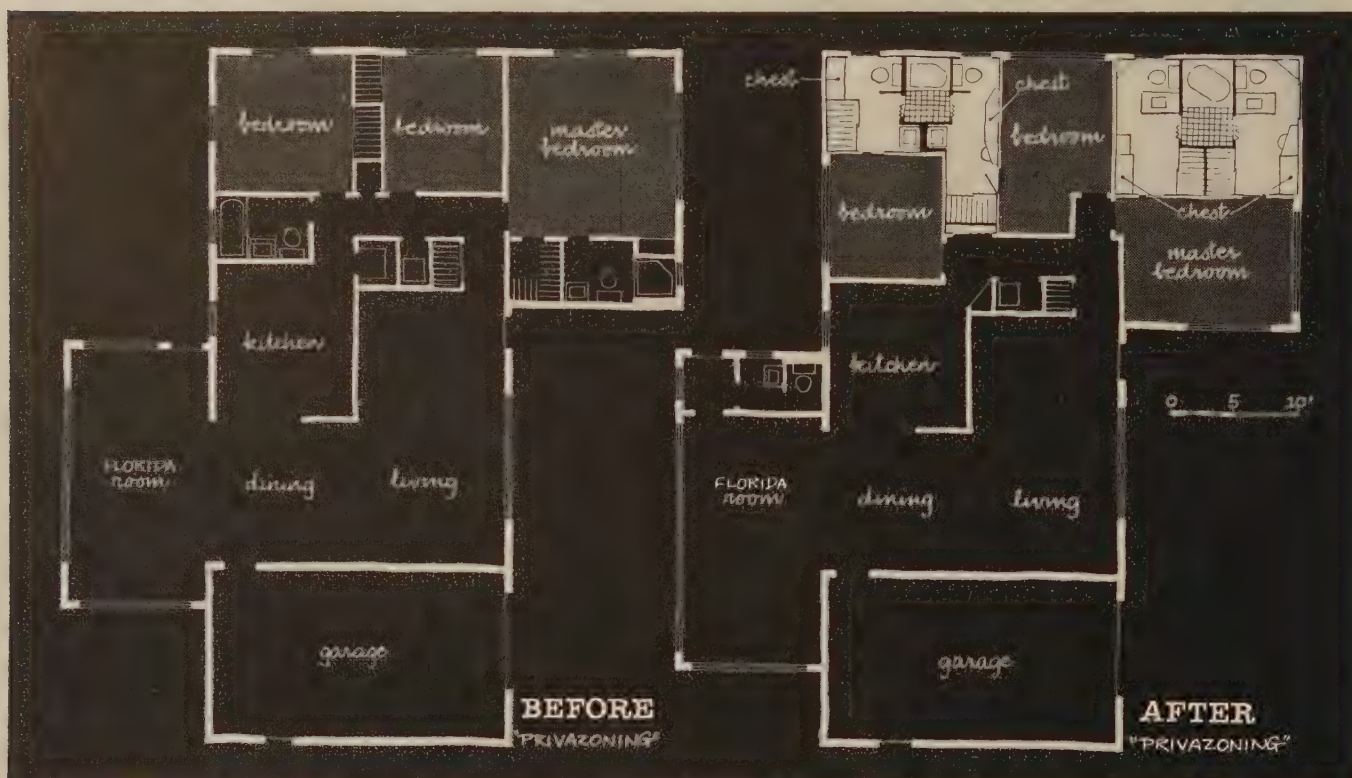 bedroom
bedroom
master
bedroom
kitchen
FLORIDA
room
dining
living
garage
BEFORE
"PRIVAZONING"
chest
chest
bedroom
bedroom
chest
master
bedroom
kitchen
0 5 10'
FLORIDA
room
dining
living
garage
AFTER
"PRIVAZONING"